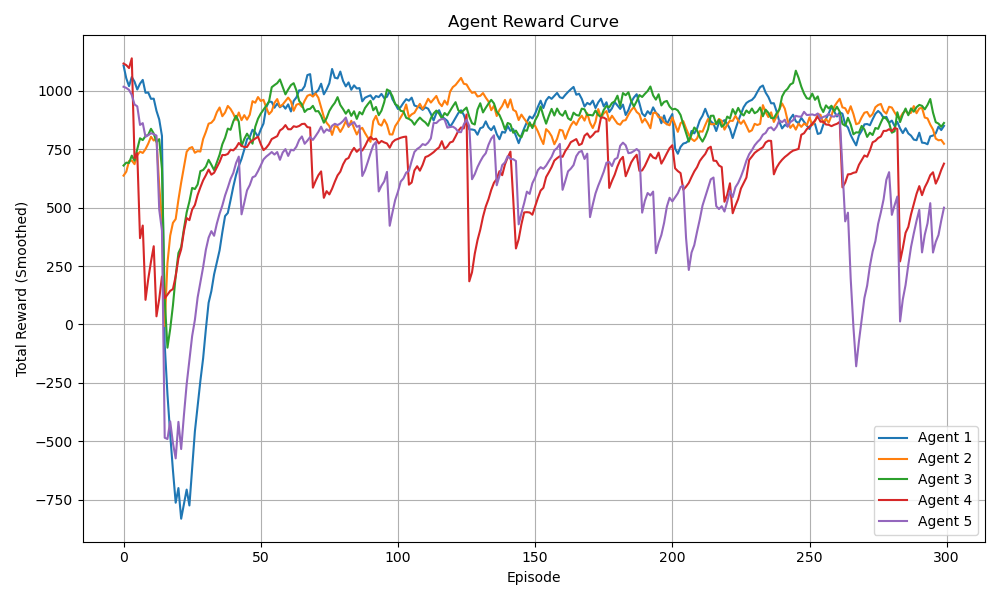 Agent Reward Curve
Total Reward (Smoothed)
1000
750
500
250
0
−250
−500
−750
0 50 100 150 200 250 300
Episode
Agent 1
Agent 2
Agent 3
Agent 4
Agent 5